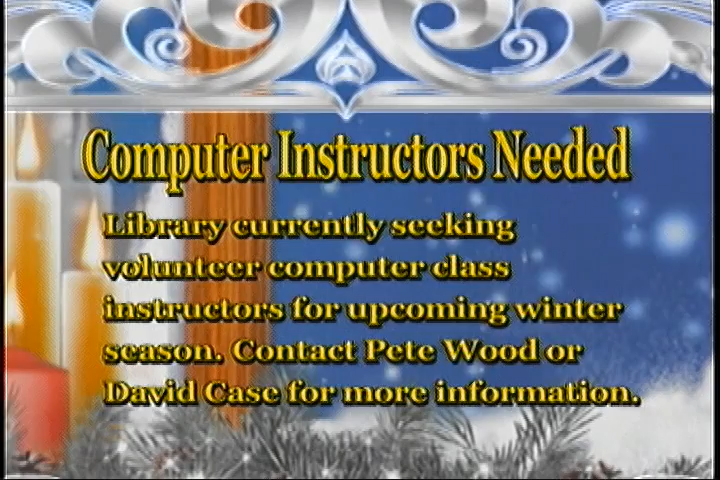 Computer Instructors Needed
Library currently seeking
volunteer computer class
instructors for upcoming winter
season. Contact Pete Wood or
David Case for more information.